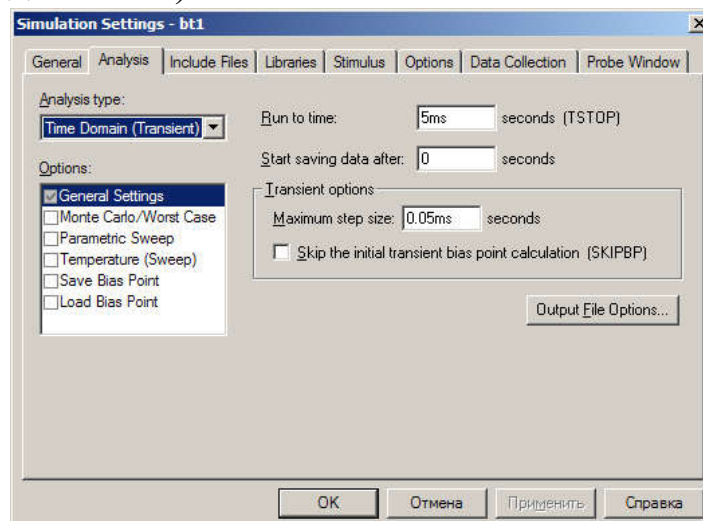 Simulation Settings - bt1
General Analysis Include Files Libraries Stimulus Options Data Collection Probe Window
Analysis type:
Time Domain (Transient)
Options:
General Settings
Monte Carlo/Worst Case
Parametric Sweep
Temperature (Sweep)
Save Bias Point
Load Bias Point
Run to time: 5ms seconds (TSTOP)
Start saving data after: 0 seconds
Transient options
Maximum step size: 0.05ms seconds
Skip the initial transient bias point calculation (SKIPBP)
Output File Options...
OK Отмена Применить Справка